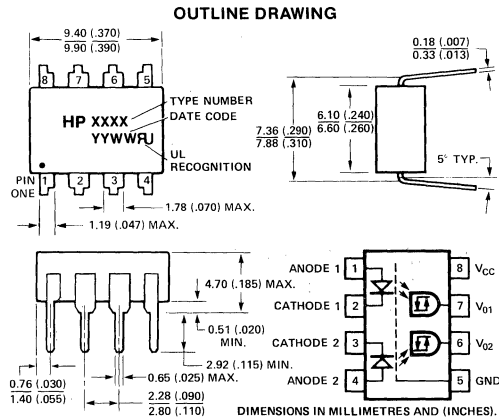 OUTLINE DRAWING
9.40 (.370)
9.90 (.390)
8 7 6 5
HP XXXX
YYWW
TYPE NUMBER
DATE CODE
UL
RECOGNITION
PIN
ONE
1 2 3 4
1.78 (.070) MAX.
1.19 (.047) MAX.
0.18 (.007)
0.33 (.013)
7.36 (.290)
7.88 (.310)
6.10 (.240)
6.60 (.260)
5° TYP.
4.70 (.185) MAX.
0.51 (.020)
MIN.
2.92 (.115) MIN.
0.76 (.030)
1.40 (.055)
0.65 (.025) MAX.
2.28 (.090)
2.80 (.110)
ANODE 1 1 8 VCC
CATHODE 1 2 7 V01
CATHODE 2 3 6 V02
ANODE 2 4 5 GND
DIMENSIONS IN MILLIMETRES AND (INCHES).